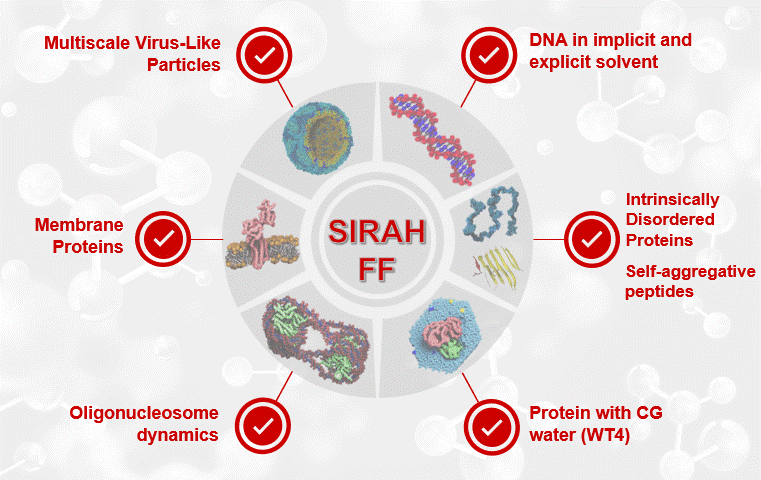 Multiscale Virus-Like
Particles
DNA in implicit and
explicit solvent
Membrane
Proteins
SIRAH
FF
Intrinsically
Disordered
Proteins
Self-aggregative
peptides
Oligonucleosome
dynamics
Protein with CG
water (WT4)